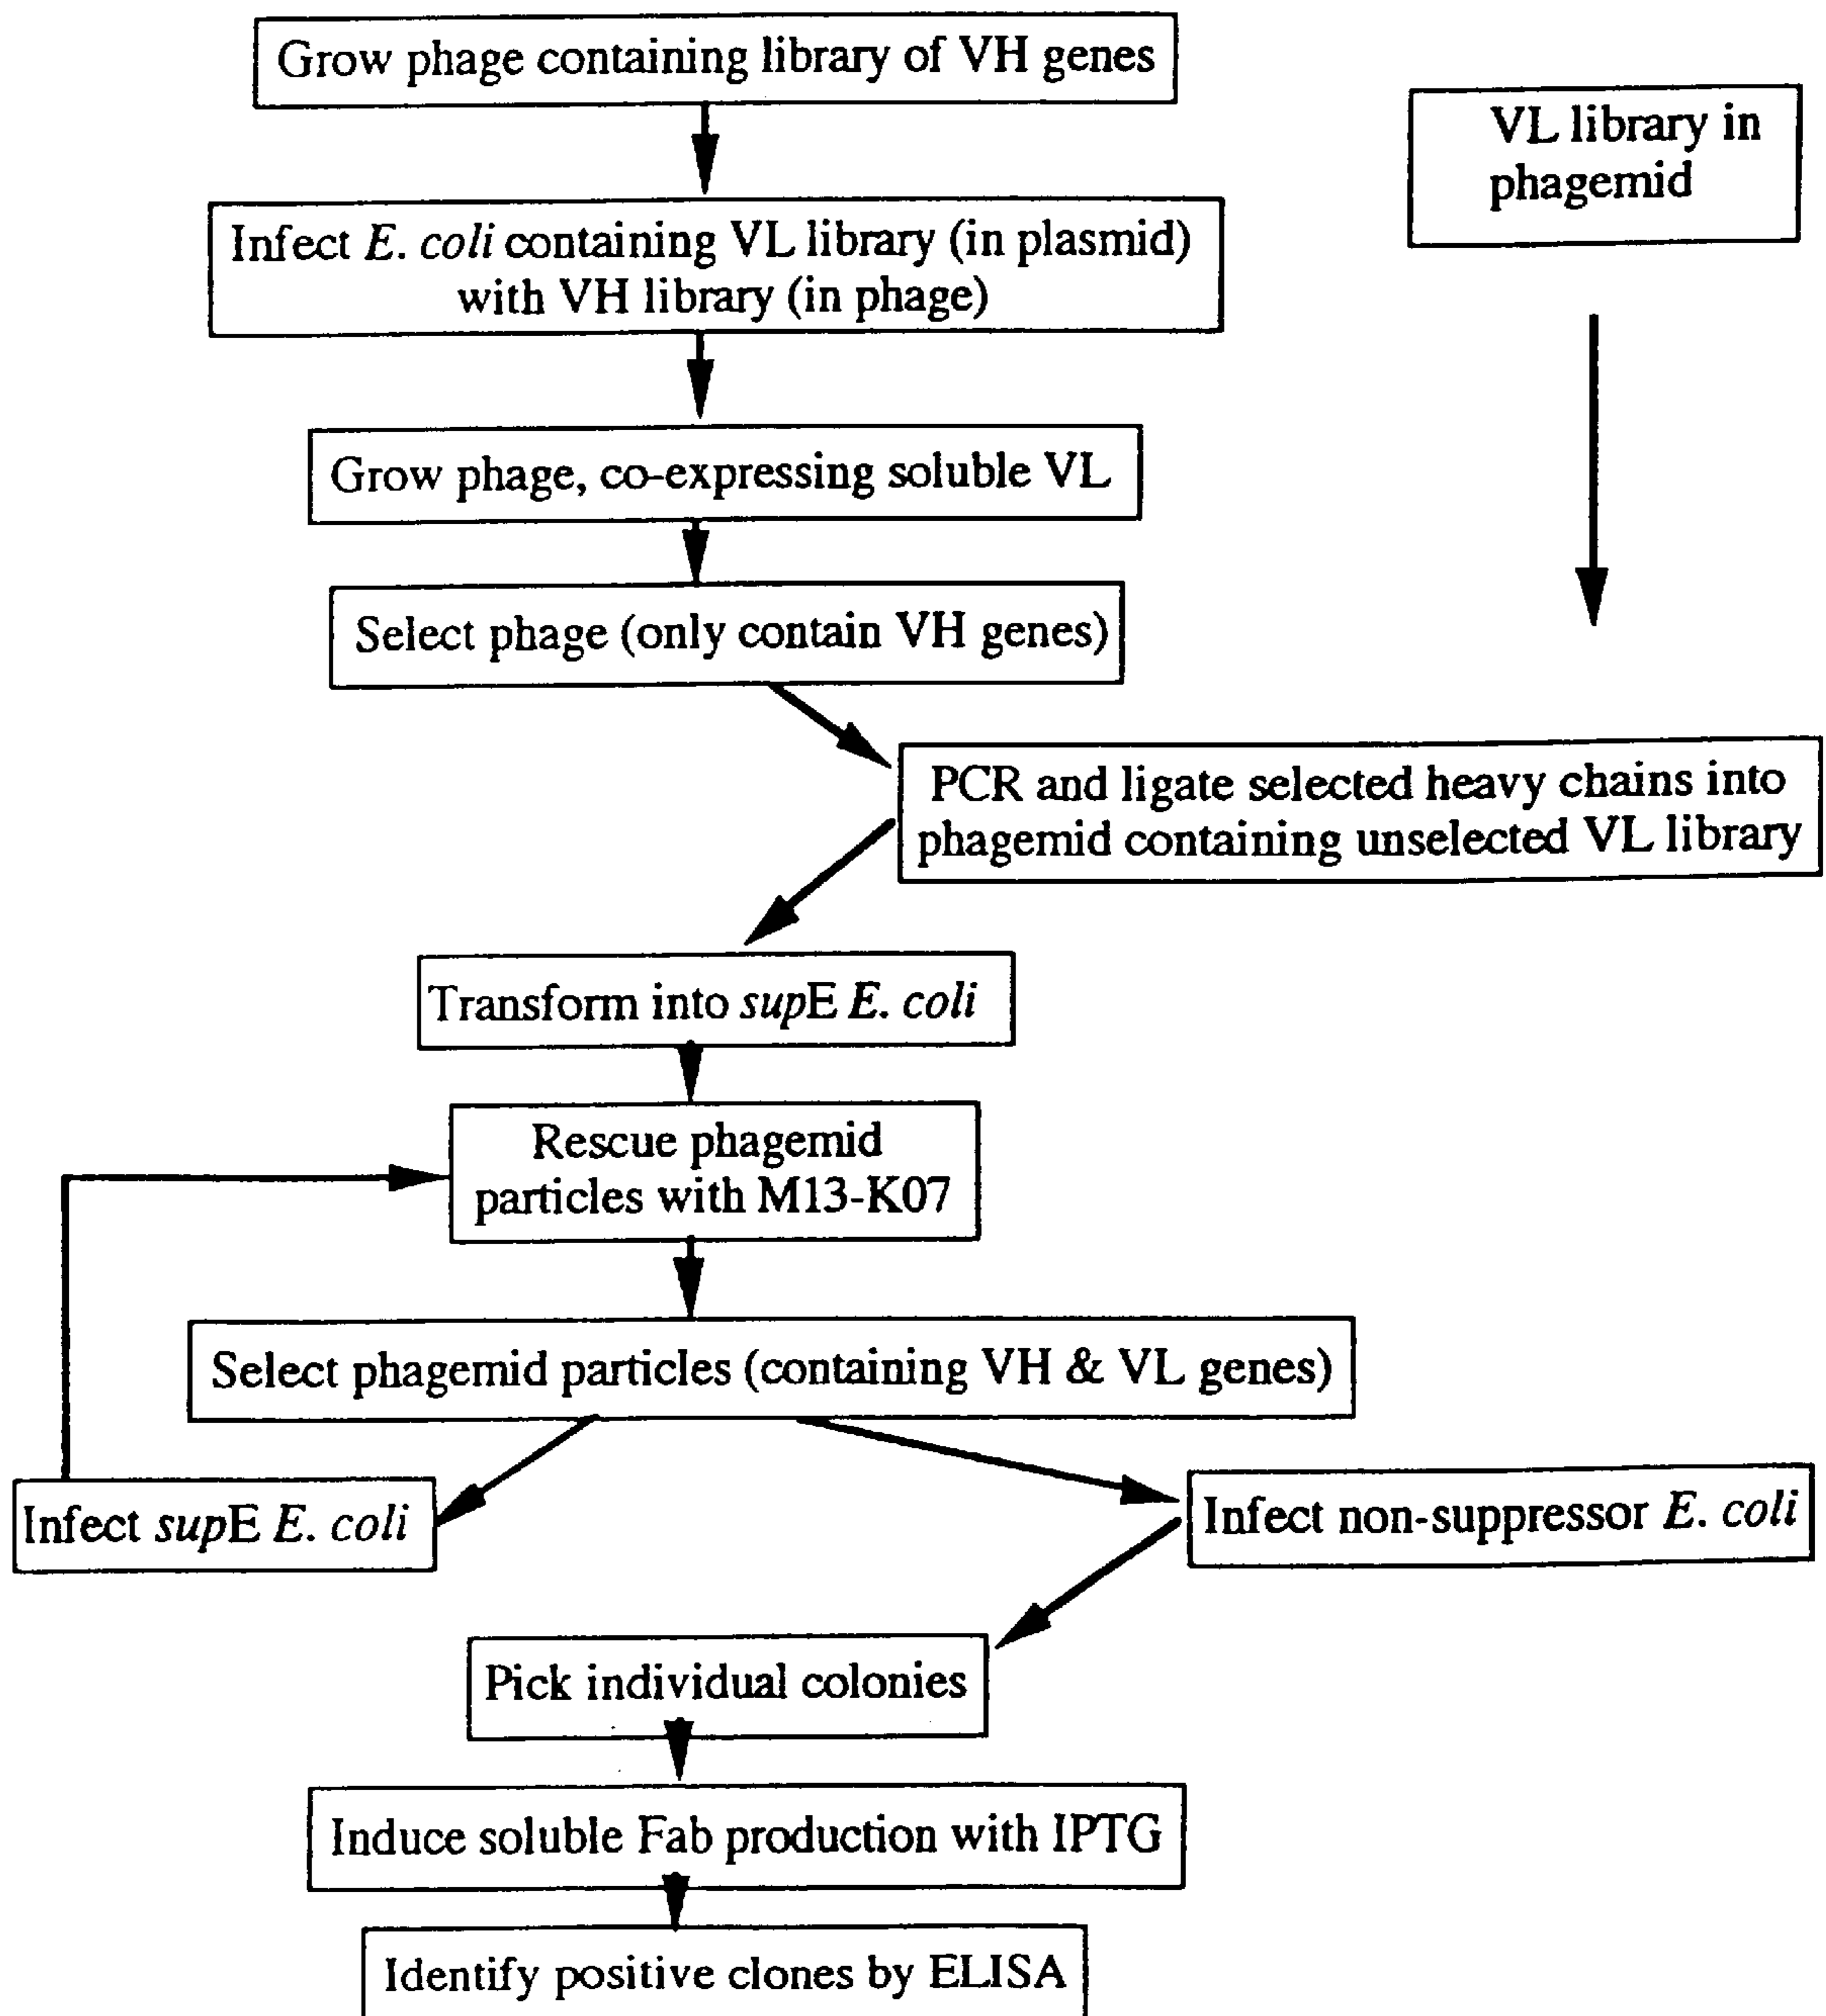 Grow phage containing library of VH genes
VL library in
phagemid
Infect E. coli containing VL library (in plasmid)
with VH library (in phage)
Grow phage, co-expressing soluble VL
Select phage (only contain VH genes)
PCR and ligate selected heavy chains into
phagemid containing unselected VL library
Transform into supE E. coli
Rescue phagemid
particles with M13-K07
Select phagemid particles (containing VH & VL genes)
Infect supE E. coli
Infect non-suppressor E. coli
Pick individual colonies
Induce soluble Fab production with IPTG
Identify positive clones by ELISA